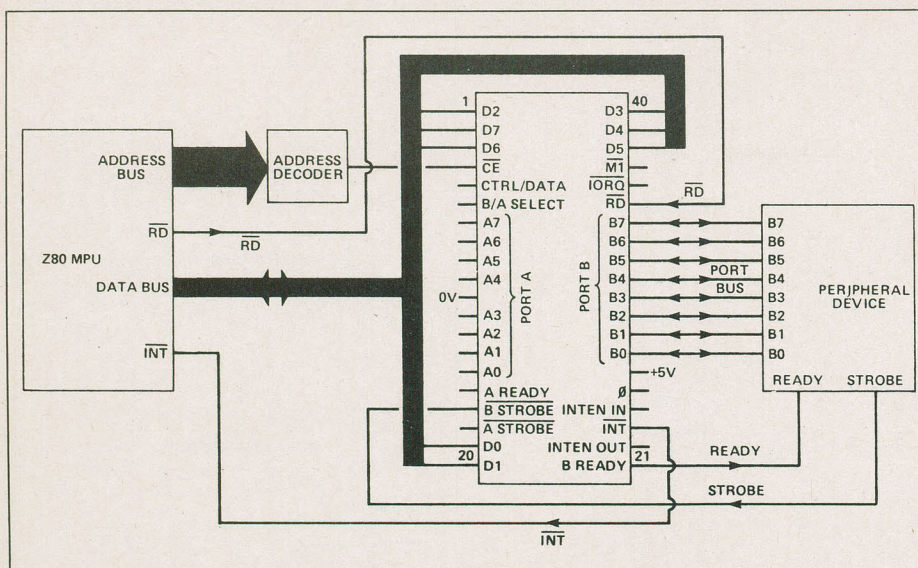 1
40
D2
D3
D7
D4
D6
D5
ADDRESS
BUS
ADDRESS
DECODER
CE
M1
CTRL/DATA
IORQ
RD
B/A SELECT
RD
RD
RD
A7
B7
B7
A6
B6
B6
Z80 MPU
A5
B5
B5
DATA BUS
A4
B4
PORT
BUS
B4
0V
PORT A
PORT B
B3
B3
PERIPHERAL
DEVICE
A3
B2
B2
A2
B1
B1
A1
B0
B0
INT
A0
+5V
READY
STROBE
A READY
Ø
B STROBE
INTEN IN
A STROBE
INT
D0
INTEN OUT
20
21
READY
D1
B READY
STROBE
INT